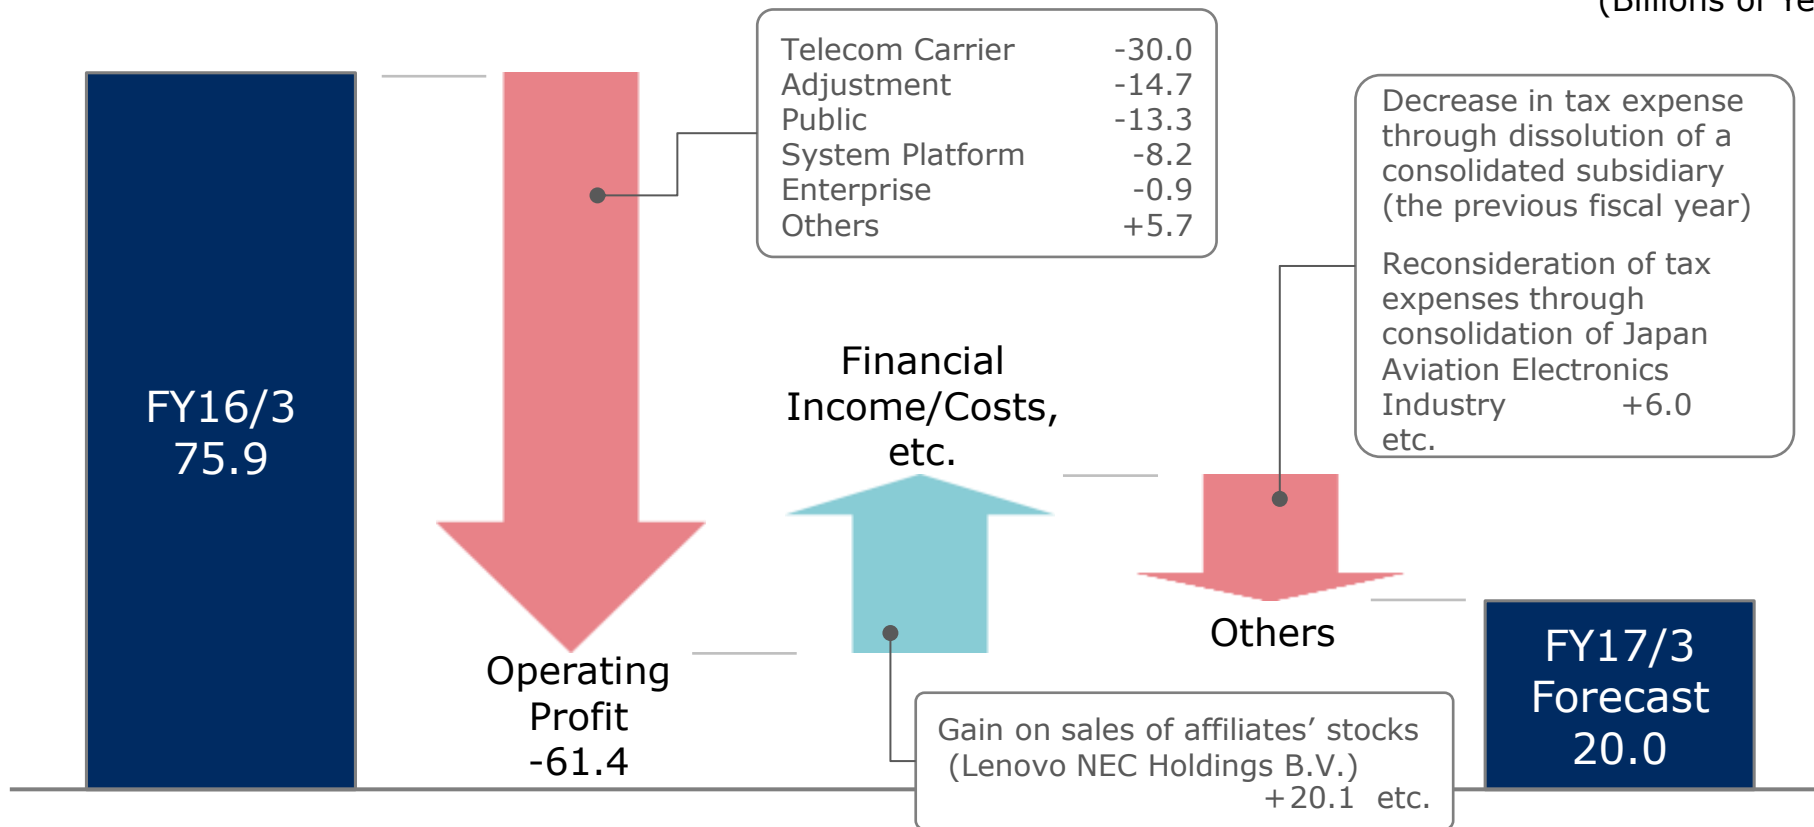 (Billions of Ye
Telecom Carrier -30.0
Adjustment -14.7
Public -13.3
System Platform -8.2
Enterprise -0.9
Others +5.7
Decrease in tax expense
through dissolution of a
consolidated subsidiary
(the previous fiscal year)
Reconsideration of tax
expenses through
consolidation of Japan
Aviation Electronics
Industry +6.0
etc.
FY16/3
75.9
Financial
Income/Costs,
etc.
Operating
Profit
-61.4
Others
Gain on sales of affiliates’ stocks
(Lenovo NEC Holdings B.V.)
+20.1 etc.
FY17/3
Forecast
20.0